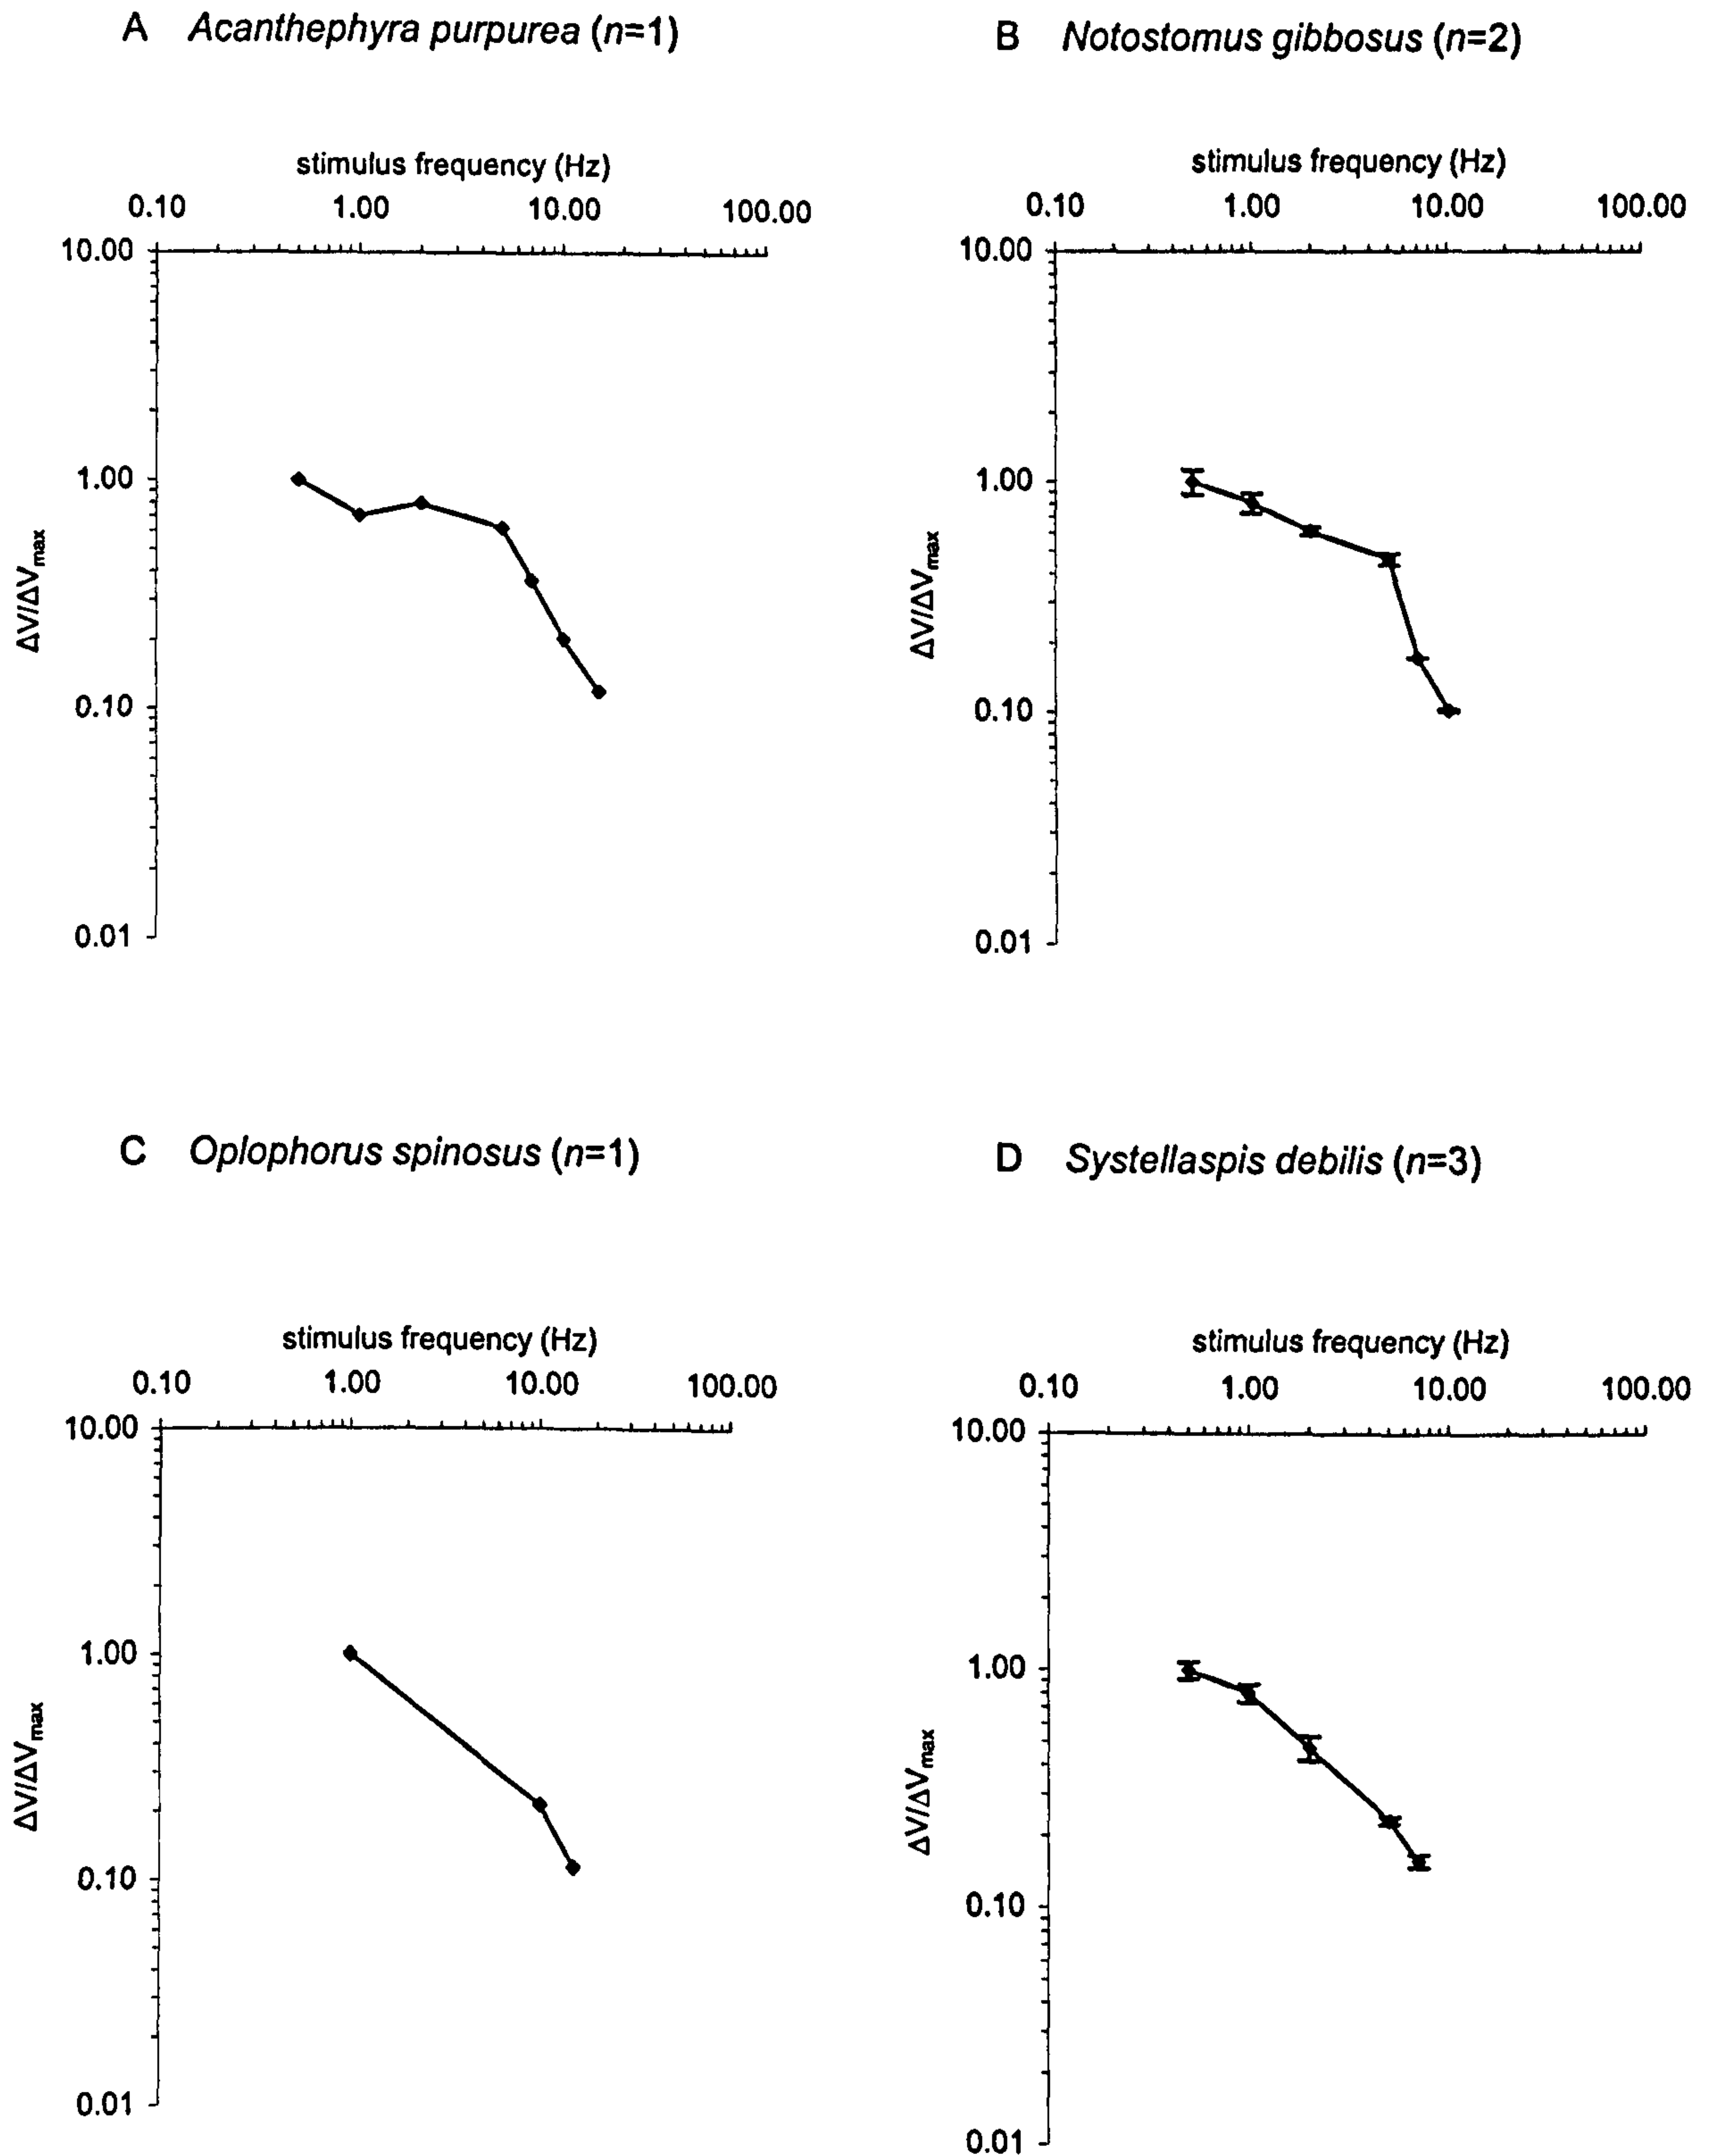 A Acanthephyra purpurea (n=1)
stimulus frequency (Hz)
0.10 1.00 10.00 100.00
10.00
1.00
0.10
0.01
ΔV/ΔVmax
B Notostomus gibbosus (n=2)
stimulus frequency (Hz)
0.10 1.00 10.00 100.00
10.00
1.00
0.10
0.01
ΔV/ΔVmax
C Oplophorus spinosus (n=1)
stimulus frequency (Hz)
0.10 1.00 10.00 100.00
10.00
1.00
0.10
0.01
ΔV/ΔVmax
D Systellaspis debilis (n=3)
stimulus frequency (Hz)
0.10 1.00 10.00 100.00
10.00
1.00
0.10
0.01
ΔV/ΔVmax